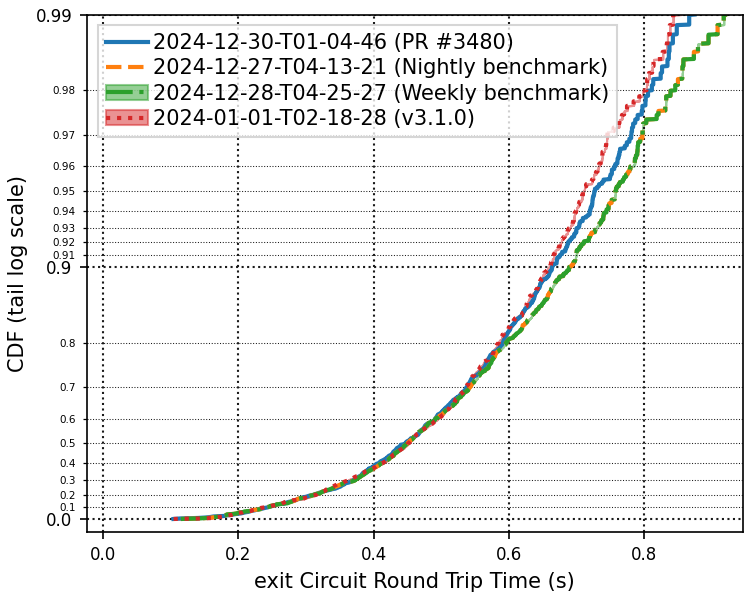 0.99
2024-12-30-T01-04-46 (PR #3480)
2024-12-27-T04-13-21 (Nightly benchmark)
2024-12-28-T04-25-27 (Weekly benchmark)
2024-01-01-T02-18-28 (v3.1.0)
0.98
0.97
0.96
0.95
0.94
0.93
0.92
0.91
0.9
0.8
0.7
0.6
0.5
0.4
0.3
0.2
0.1
0.0
CDF (tail log scale)
0.0 0.2 0.4 0.6 0.8
exit Circuit Round Trip Time (s)